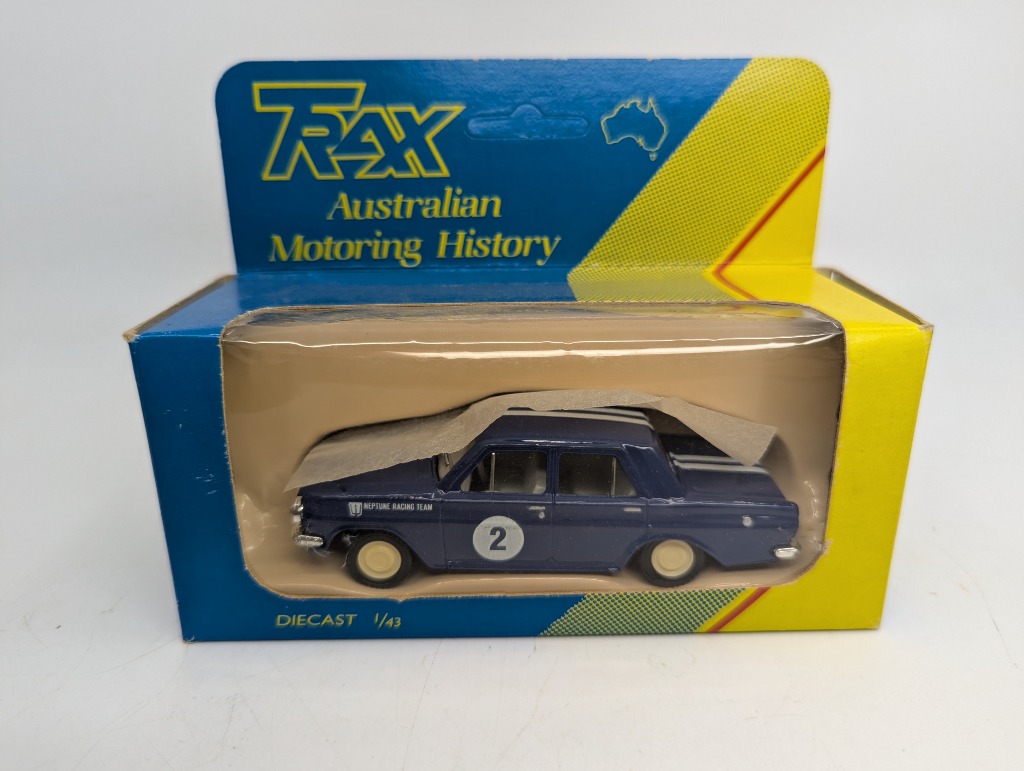 TRAX
Australian
Motoring History
NEPTUNE RACING TEAM
2
DIECAST 1/43